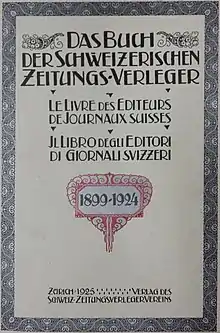 DAS BUCH
DER SCHWEIZERISCHEN
ZEITUNGS-VERLEGER
LE LIVRE DES EDITEURS
DE JOURNAUX SUISSES
JL LIBRO DEGLI EDITORI
DI GIORNALI SVIZZERI
1899-1924
ZÜRICH-1925 VERLAG DES
SCHWEIZ-ZEITUNGSVERLEGERVEREINS